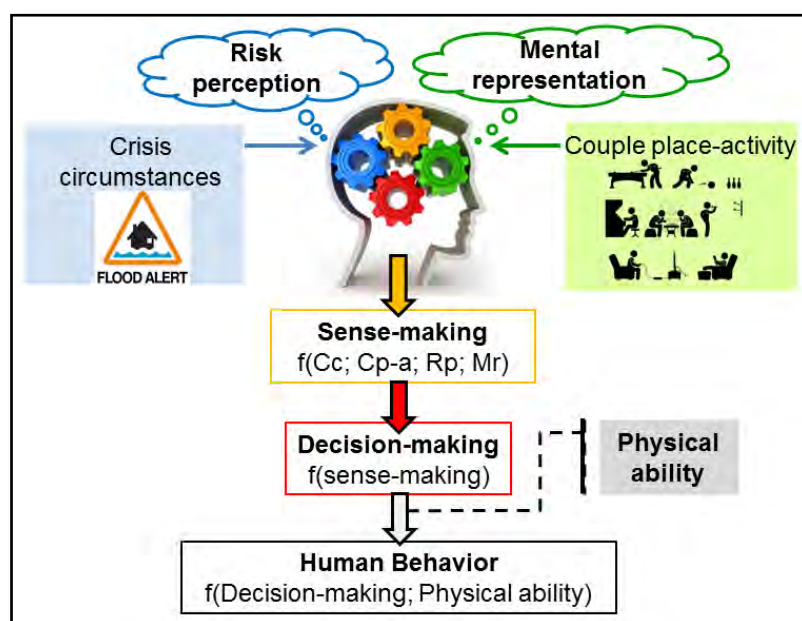 Risk
perception
Mental
representation
Crisis
circumstances
FLOOD ALERT
Couple place-activity
Sense-making
f(Cc; Cp-a; Rp; Mr)
Decision-making
f(sense-making)
Physical
ability
Human Behavior
f(Decision-making; Physical ability)